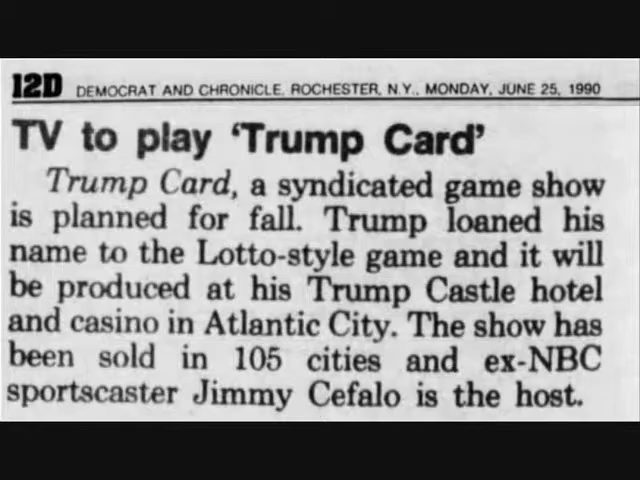 12D DEMOCRAT AND CHRONICLE, ROCHESTER, N.Y., MONDAY, JUNE 25, 1990
TV to play ‘Trump Card’
Trump Card, a syndicated game show
is planned for fall. Trump loaned his
name to the Lotto-style game and it will
be produced at his Trump Castle hotel
and casino in Atlantic City. The show has
been sold in 105 cities and ex-NBC
sportscaster Jimmy Cefalo is the host.